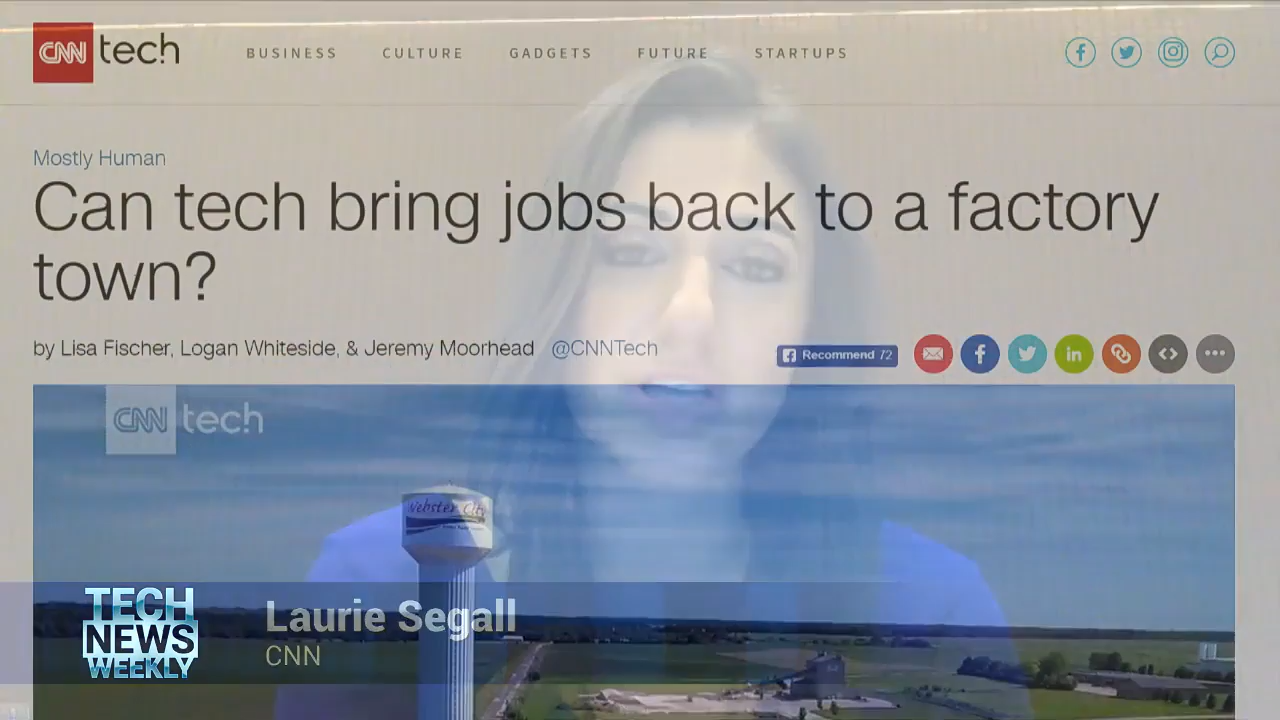 CNN tech BUSINESS CULTURE GADGETS FUTURE STARTUPS
Mostly Human
Can tech bring jobs back to a factory
town?
by Lisa Fischer, Logan Whiteside, & Jeremy Moorhead @CNNTech
Recommend 72
CNN tech
Webster City
TECH
NEWS
WEEKLY
Laurie Segall
CNN